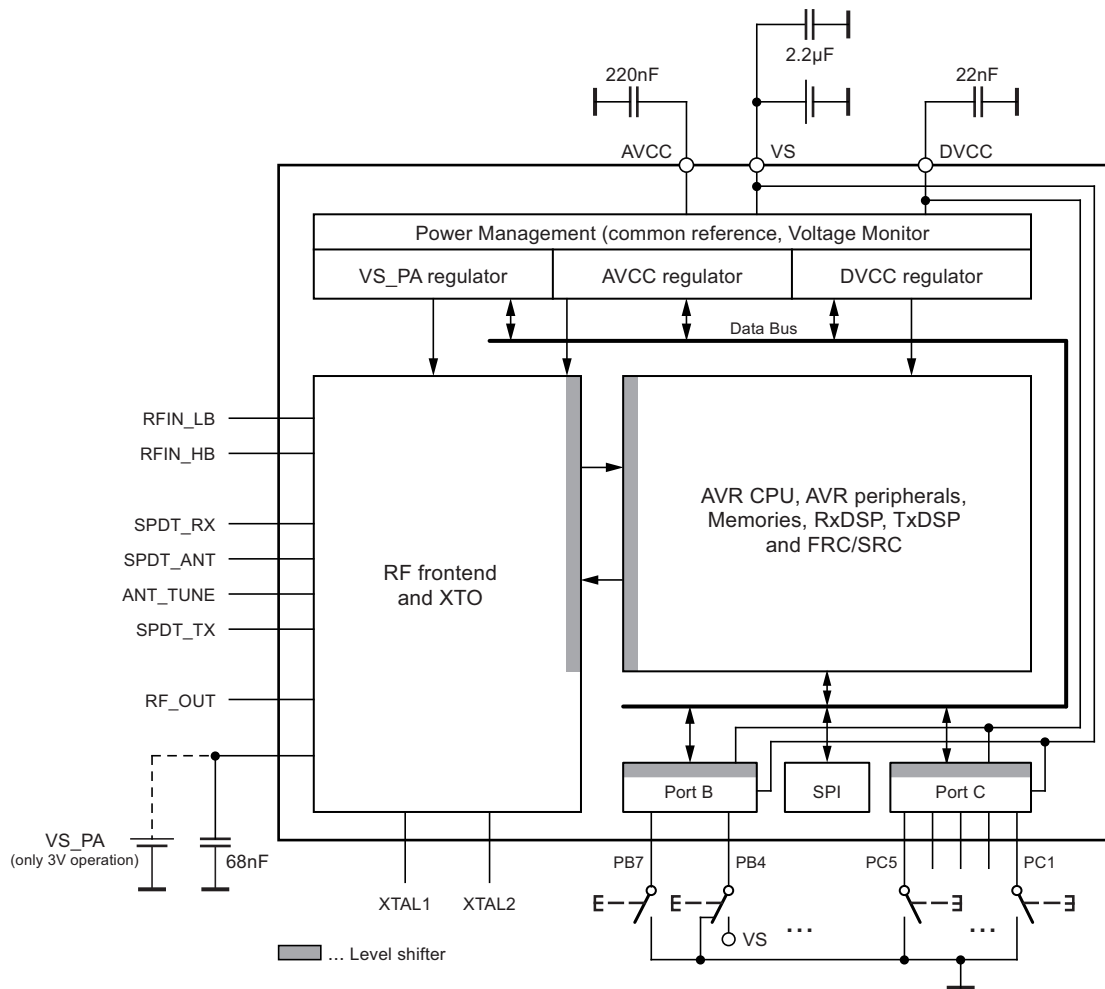 2.2µF
220nF
22nF
AVCC
VS
DVCC
Power Management (common reference, Voltage Monitor
VS_PA regulator
AVCC regulator
DVCC regulator
Data Bus
RFIN_LB
RFIN_HB
SPDT_RX
SPDT_ANT
ANT_TUNE
SPDT_TX
RF_OUT
RF frontend
and XTO
AVR CPU, AVR peripherals,
Memories, RxDSP, TxDSP
and FRC/SRC
Port B
SPI
Port C
VS_PA
(only 3V operation)
68nF
XTAL1
XTAL2
PB7
PB4
PC5
PC1
VS
...
...
... Level shifter